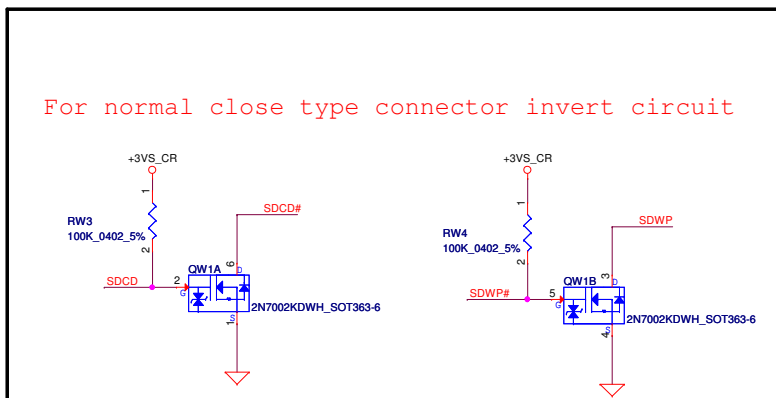 For normal close type connector invert circuit
+3VS_CR
+3VS_CR
1
1
SDCD#
RW3
100K_0402_5%
SDWP
RW4
100K_0402_5%
2
2
6
D
QW1A
3
D
QW1B
SDCD
2
G
SDWP#
5
G
2N7002KDWH_SOT363-6
2N7002KDWH_SOT363-6
1
S
4
S